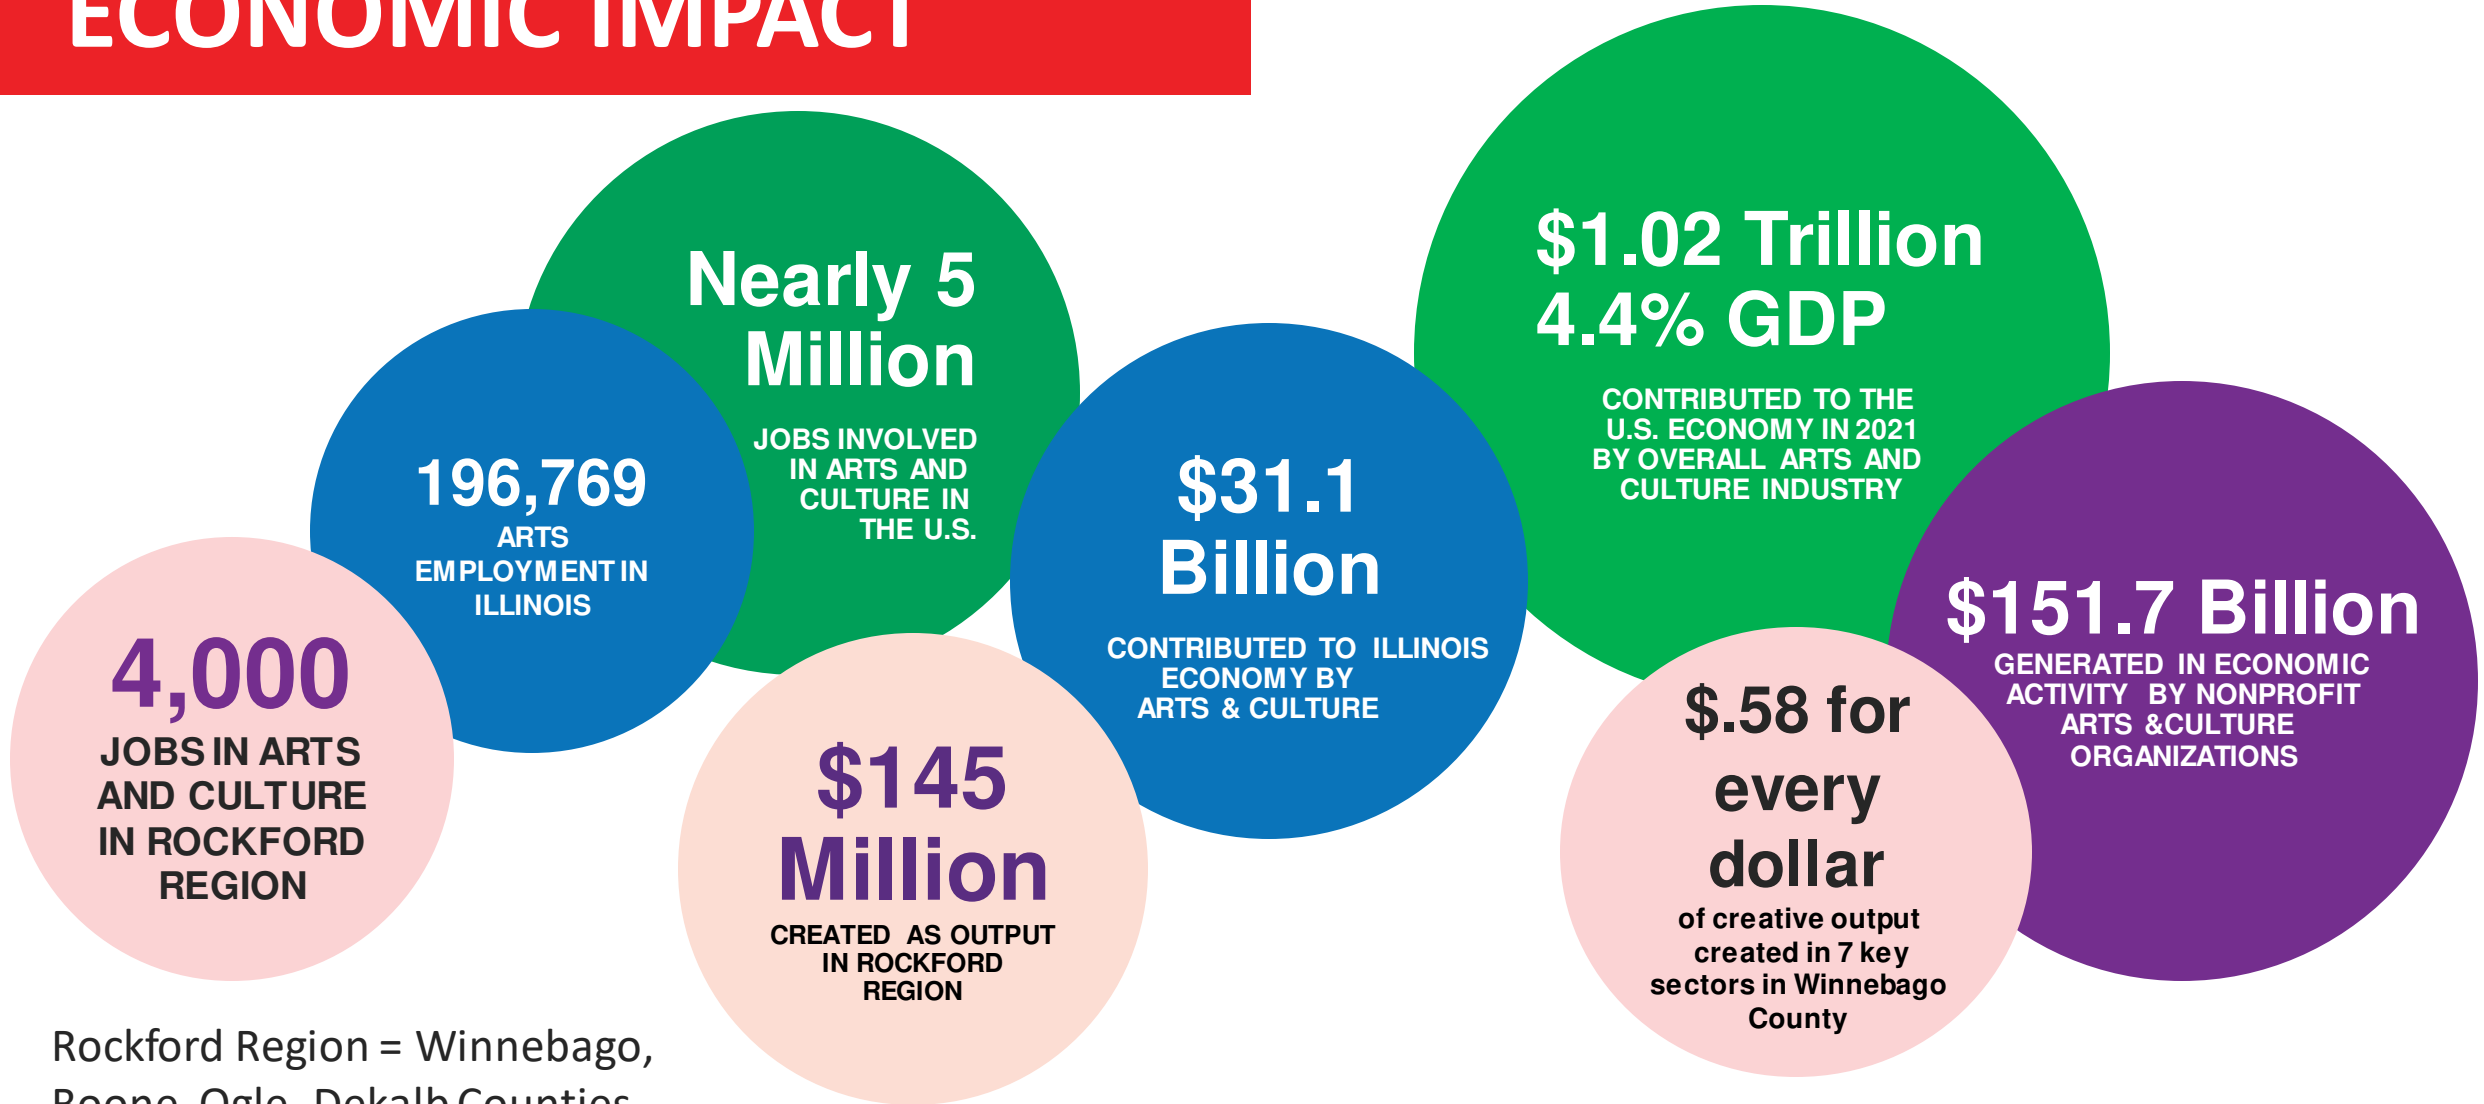 ECONOMIC IMPACT
Nearly 5
Million
JOBS INVOLVED
IN ARTS AND
CULTURE IN
THE U.S.
196,769
ARTS
EMPLOYMENT IN
ILLINOIS
4,000
JOBS IN ARTS
AND CULTURE
IN ROCKFORD
REGION
$1.02 Trillion
4.4% GDP
CONTRIBUTED TO THE
U.S. ECONOMY IN 2021
BY OVERALL ARTS AND
CULTURE INDUSTRY
$31.1
Billion
CONTRIBUTED TO ILLINOIS
ECONOMY BY
ARTS & CULTURE
$145
Million
CREATED AS OUTPUT
IN ROCKFORD
REGION
$151.7 Billion
GENERATED IN ECONOMIC
ACTIVITY BY NONPROFIT
ARTS &CULTURE
ORGANIZATIONS
$.58 for
every
dollar
of creative output
created in 7 key
sectors in Winnebago
County
Rockford Region = Winnebago,
Boone, Ogle, Dekalb Counties